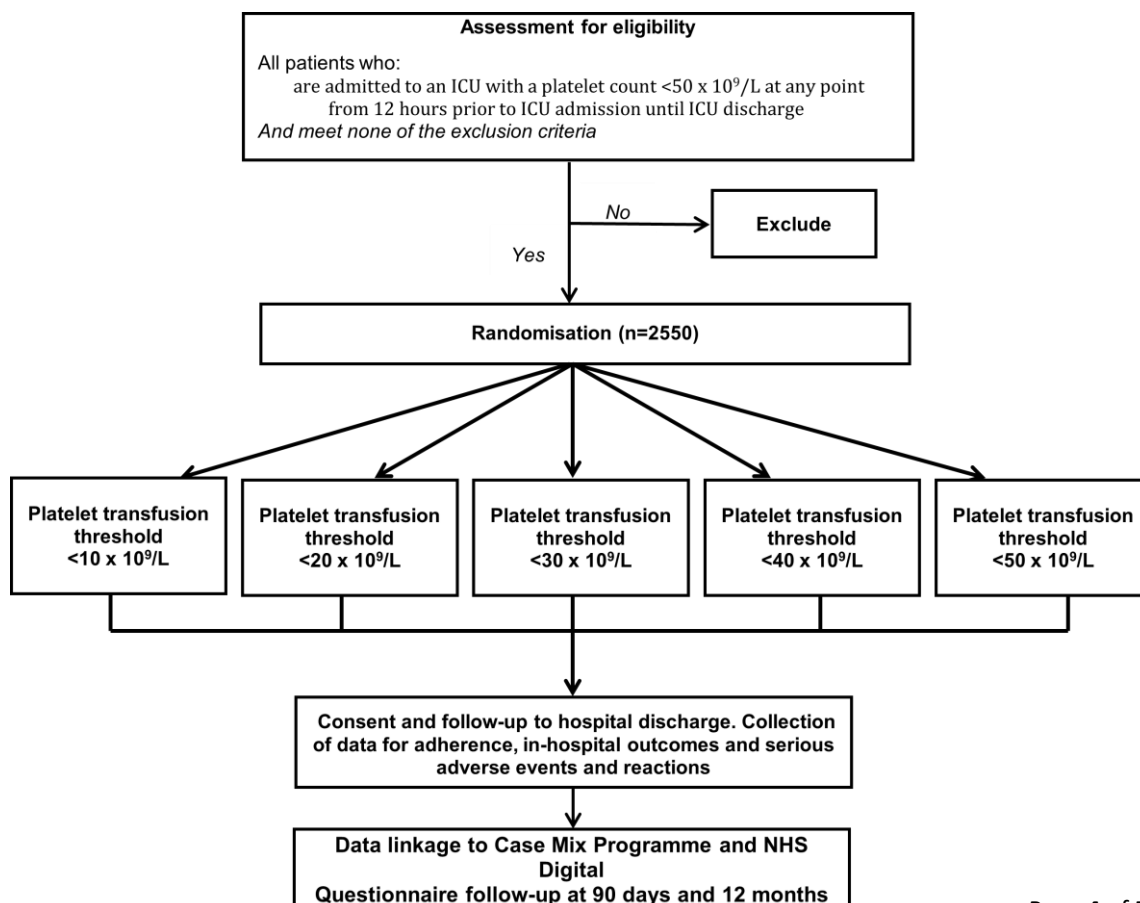 Assessment for eligibility
All patients who:
are admitted to an ICU with a platelet count <50 x 10⁹/L at any point
from 12 hours prior to ICU admission until ICU discharge
And meet none of the exclusion criteria
No
Exclude
Yes
Randomisation (n=2550)
Platelet transfusion
threshold
<10 x 10⁹/L
Platelet transfusion
threshold
<20 x 10⁹/L
Platelet transfusion
threshold
<30 x 10⁹/L
Platelet transfusion
threshold
<40 x 10⁹/L
Platelet transfusion
threshold
<50 x 10⁹/L
Consent and follow-up to hospital discharge. Collection
of data for adherence, in-hospital outcomes and serious
adverse events and reactions
Data linkage to Case Mix Programme and NHS
Digital
Questionnaire follow-up at 90 days and 12 months